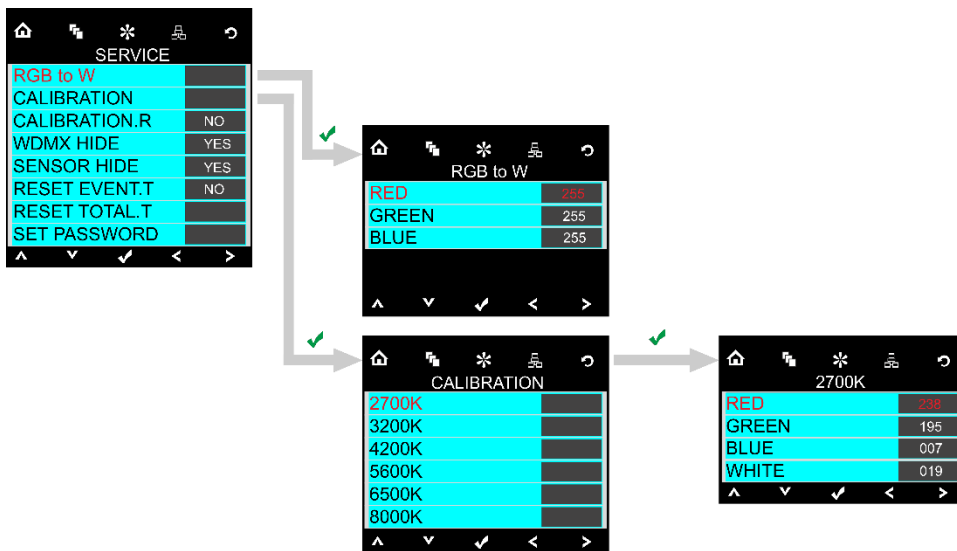 SERVICE
RGB to W
CALIBRATION
CALIBRATION.R NO
WDMX HIDE YES
SENSOR HIDE YES
RESET EVENT.T NO
RESET TOTAL.T
SET PASSWORD
RGB to W
RED 255
GREEN 255
BLUE 255
CALIBRATION
2700K
3200K
4200K
5600K
6500K
8000K
2700K
RED 238
GREEN 195
BLUE 007
WHITE 019